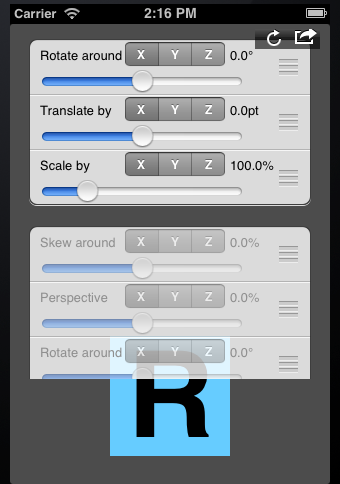 Carrier 2:16 PM
Rotate around X Y Z 0.0°
Translate by X Y Z 0.0pt
Scale by X Y Z 100.0%
Skew around X Y Z 0.0%
Perspective X Y Z 0.0%
Rotate around X Y Z 0.0°
R